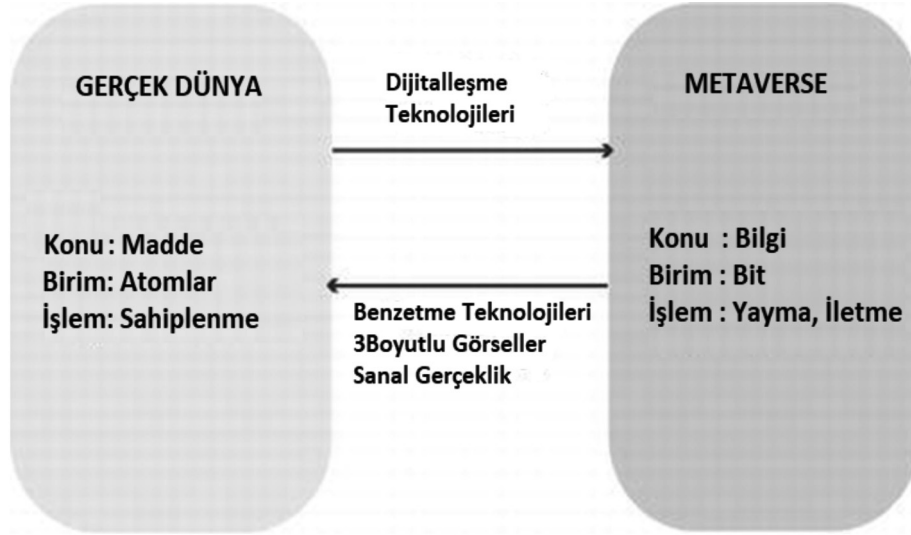 GERÇEK DÜNYA
Konu : Madde
Birim: Atomlar
İşlem: Sahiplenme
Dijitalleşme
Teknolojileri
Benzetme Teknolojileri
3Boyutlu Görseller
Sanal Gerçeklik
METAVERSE
Konu : Bilgi
Birim : Bit
İşlem : Yayma, İletme